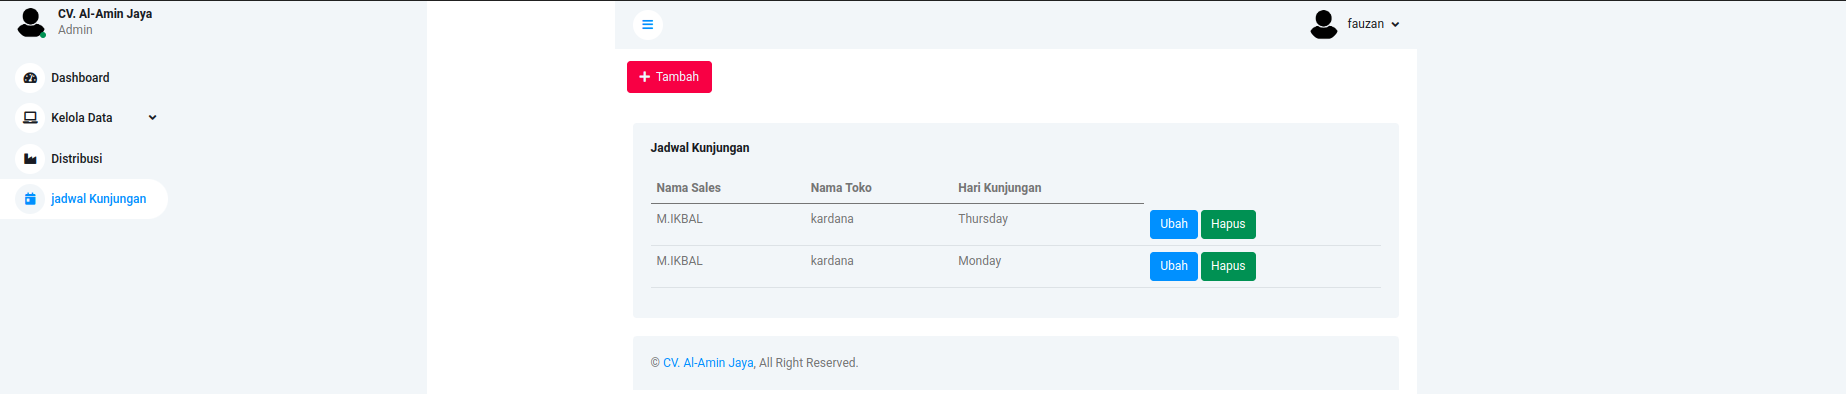 CV. Al-Amin Jaya
Admin
Dashboard
Kelola Data
Distribusi
jadwal Kunjungan
fauzan
Tambah
Jadwal Kunjungan
Nama Sales Nama Toko Hari Kunjungan
M.IKBAL kardana Thursday Ubah Hapus
M.IKBAL kardana Monday Ubah Hapus
© CV. Al-Amin Jaya, All Right Reserved.